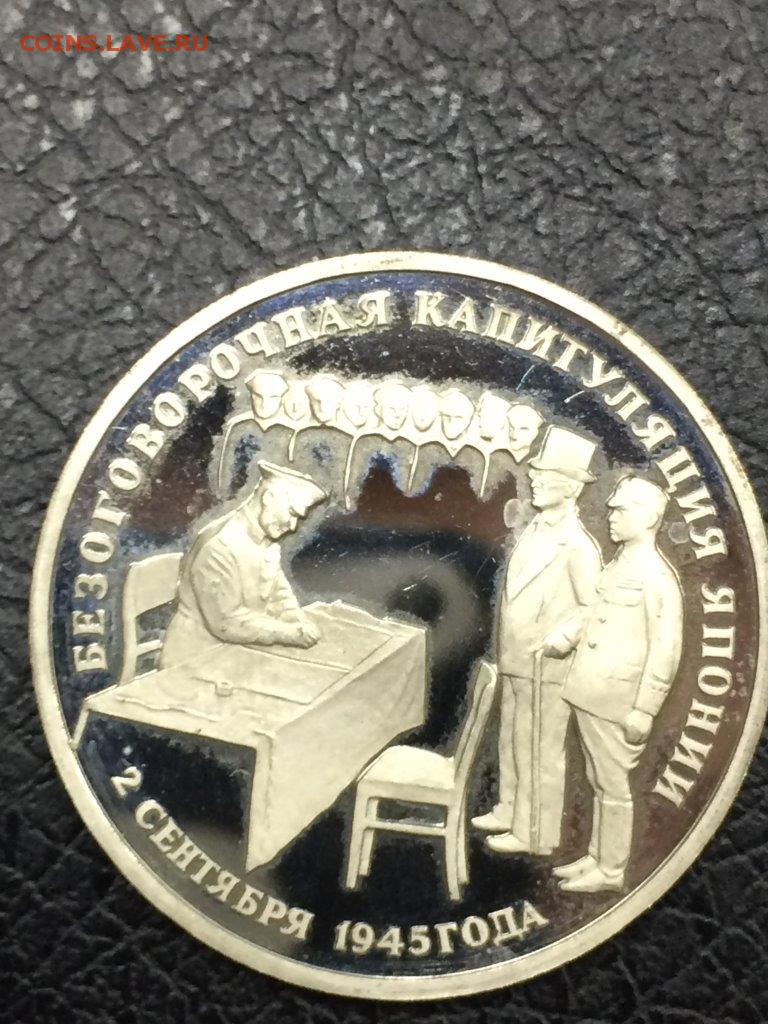 COINS.LAVE.RU
БЕЗОГОВОРОЧНАЯ КАПИТУЛЯЦИЯ ЯПОНИИ
2 СЕНТЯБРЯ 1945 ГОДА